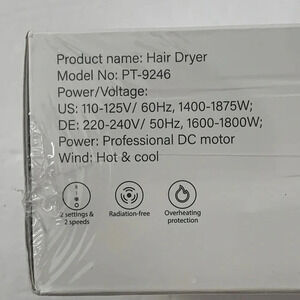 Product name: Hair Dryer
Model No: PT-9246
Power/Voltage:
US: 110-125V/ 60Hz, 1400-1875W;
DE: 220-240V/ 50Hz, 1600-1800W;
Power: Professional DC motor
Wind: Hot & cool
2 settings &
2 speeds
Radiation-free
Overheating
protection